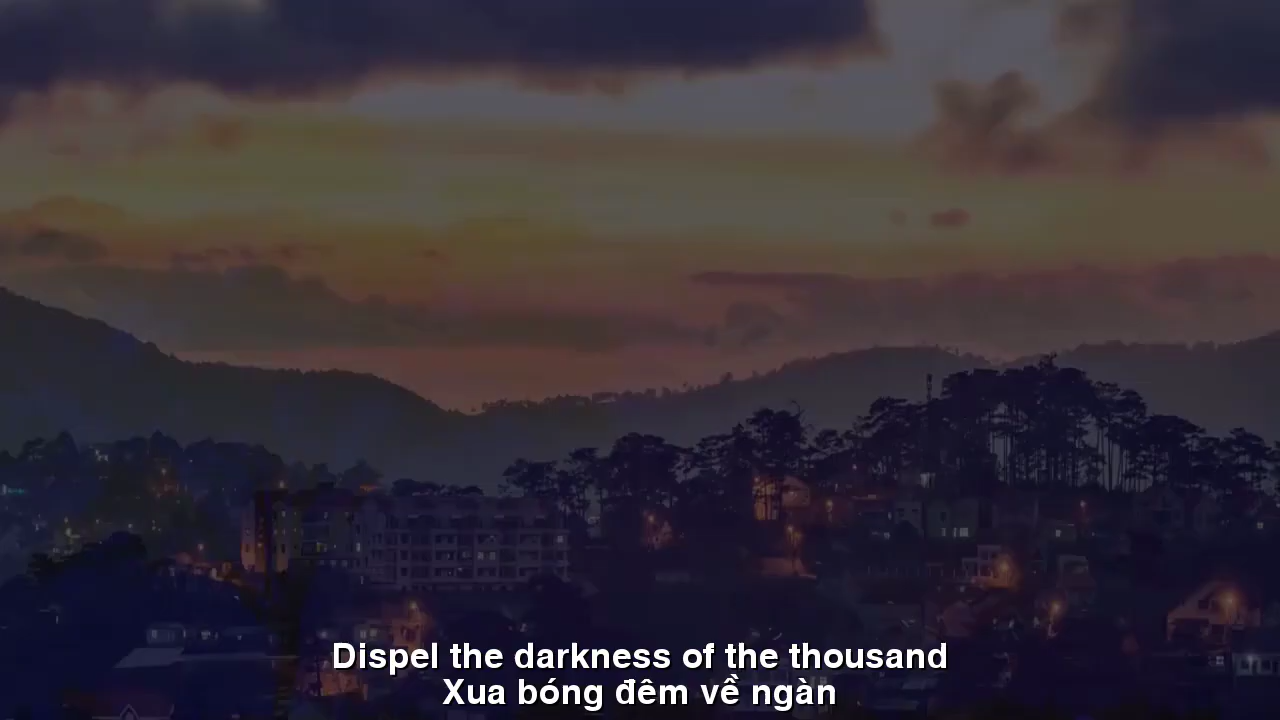 Dispel the darkness of the thousand
Xua bóng đêm về ngàn